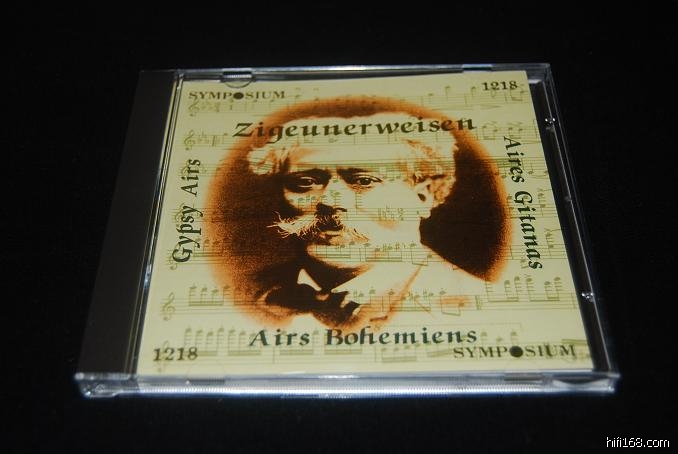 SYMPOSIUM
1218
Zigeunerweisen
Gypsy Airs
Aires Gitanas
Airs Bohemiens
1218
SYMPOSIUM
hifi168.com